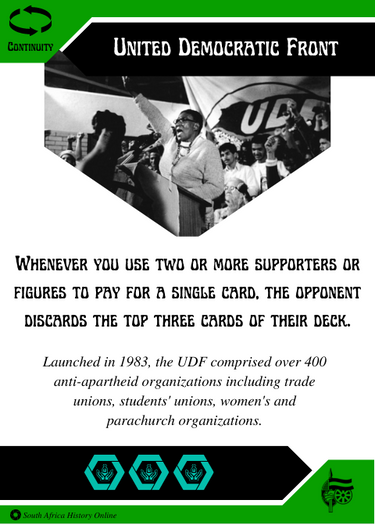 Continuity
United Democratic Front
UDF
Whenever you use two or more supporters or
figures to pay for a single card, the opponent
discards the top three cards of their deck.
Launched in 1983, the UDF comprised over 400
anti-apartheid organizations including trade
unions, students' unions, women's and
parachurch organizations.
South Africa History Online